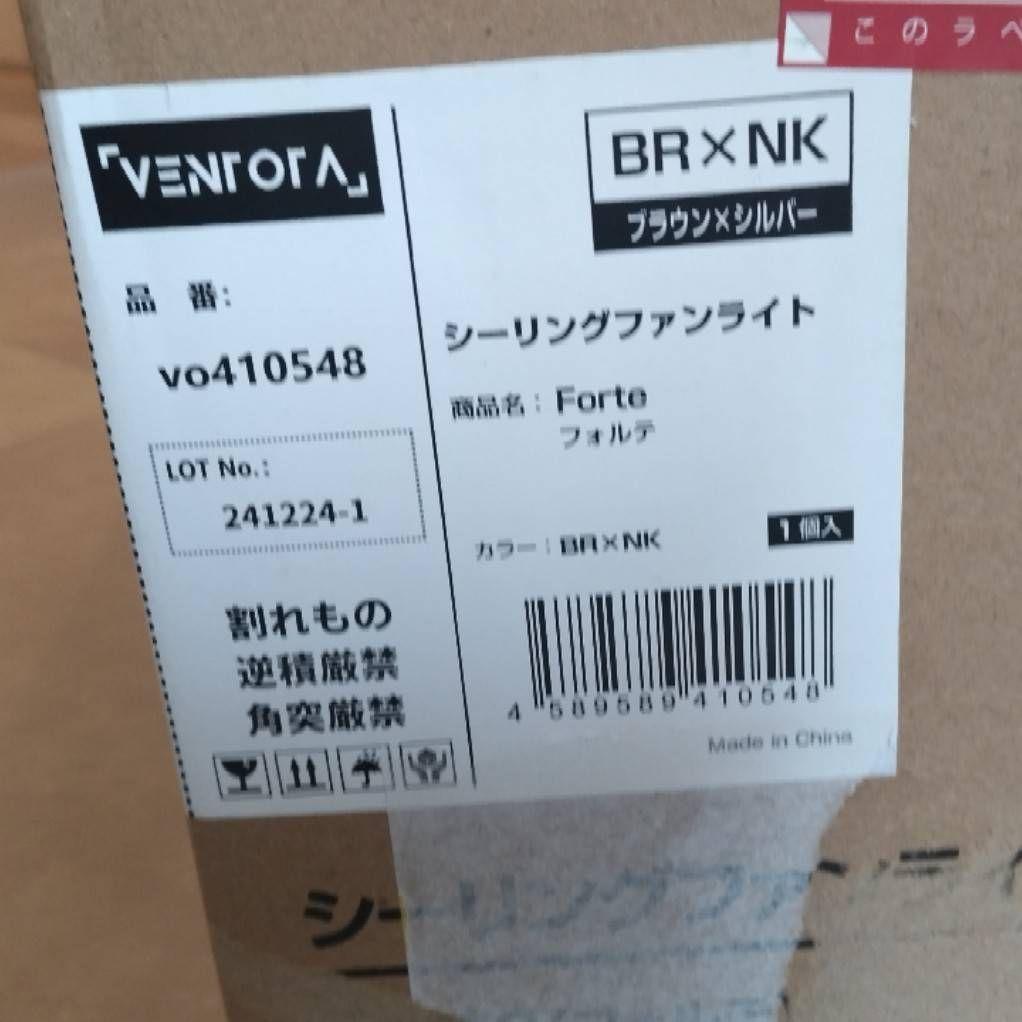 このラベ
「VENTOTA」
BR×NK
ブラウン×シルバー
品 番:
vo410548
LOT No.:
241224-1
割れもの
逆積厳禁
角突厳禁
シーリングファンライト
商品名: Forte
フォルテ
カラー: BR×NK
1個入
4 589589 410548
Made in China
シーリングファンライ